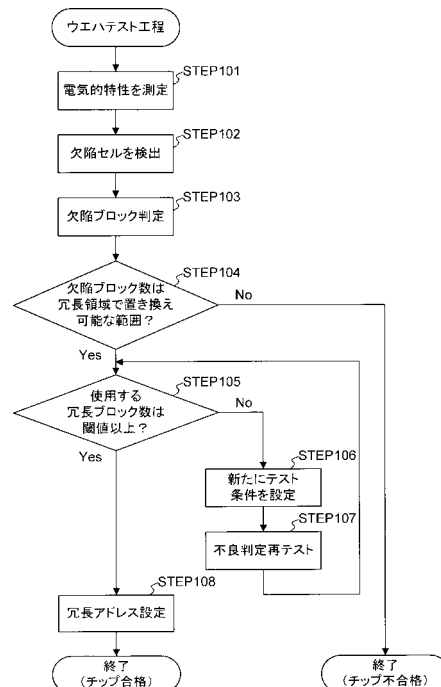 ウエハテスト工程
STEP101
電気的特性を測定
STEP102
欠陥セルを検出
STEP103
欠陥ブロック判定
STEP104
欠陥ブロック数は
冗長領域で置き換え
可能な範囲?
No
Yes
STEP105
使用する
冗長ブロック数は
閾値以上?
No
Yes
STEP106
新たにテスト
条件を設定
STEP107
不良判定再テスト
STEP108
冗長アドレス設定
終了
(チップ合格)
終了
(チップ不合格)